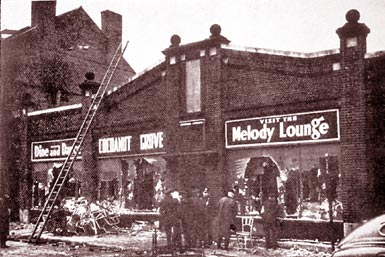 Dine and Dance
COCOANUT GROVE
VISIT THE
Melody Lounge